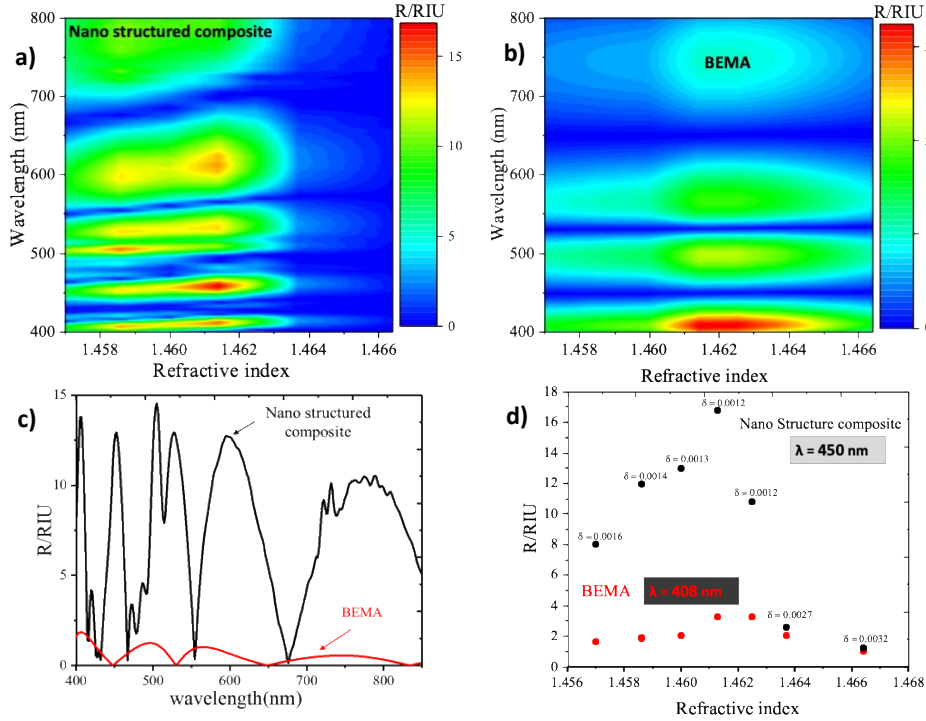 R/RIU
800
Nano structured composite
a)
15
700
10
600
5
500
0
400
1.458
1.460
1.462
1.464
1.466
Wavelength (nm)
Refractive index
R/RIU
800
b)
BEMA
700
600
500
400
1.458
1.460
1.462
1.464
1.466
Wavelength (nm)
Refractive index
c)
15
Nano structured
composite
10
R/RIU
5
BEMA
0
400
500
600
700
800
wavelength(nm)
d)
18
δ = 0.0012
Nano Structure composite
16
λ = 450 nm
14
δ = 0.0013
δ = 0.0014
12
δ = 0.0012
10
R/RIU
8
δ = 0.0016
6
BEMA
λ = 408 nm
4
δ = 0.0027
2
δ = 0.0032
0
1.456
1.458
1.460
1.462
1.464
1.466
1.468
Refractive index